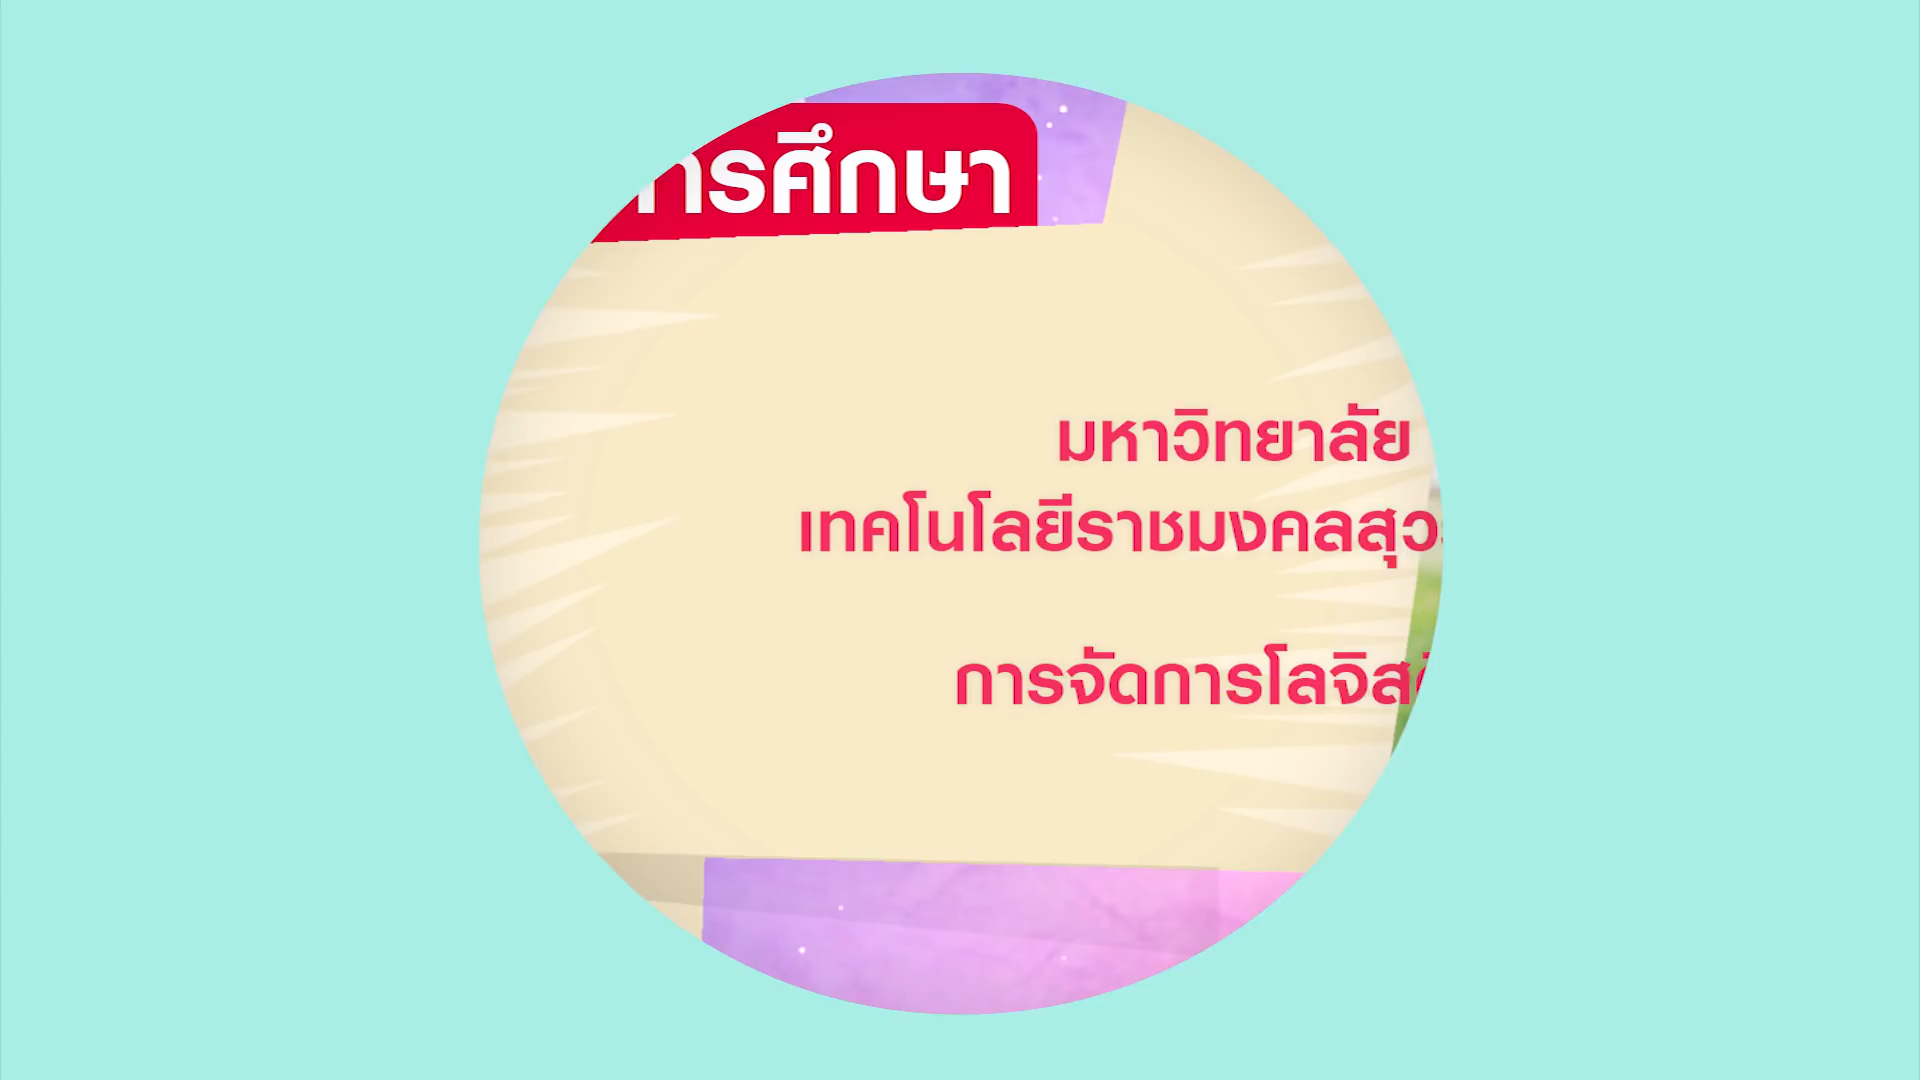 ารศึกษา
มหาวิทยาลัย
เทคโนโลยีราชมงคลสุว
การจัดการโลจิส